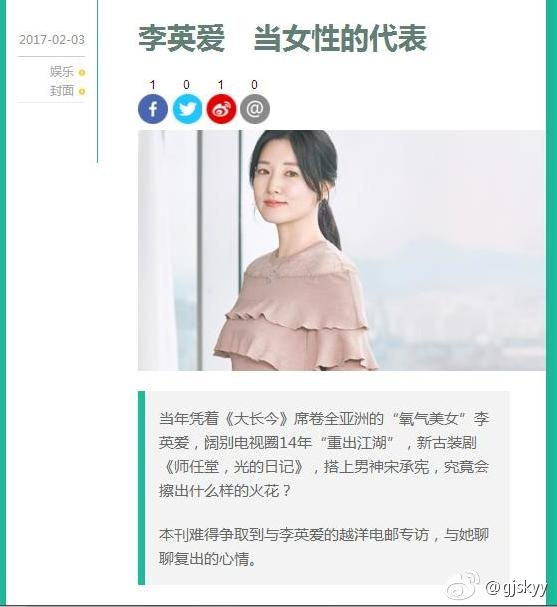 2017-02-03
娱乐
封面
李英爱 当女性的代表
1 0 1 0
当年凭着《大长今》席卷全亚洲的“氧气美女”李
英爱，阔别电视圈14年“重出江湖”，新古装剧
《师任堂，光的日记》，搭上男神宋承宪，究竟会
擦出什么样的火花？
本刊难得争取到与李英爱的越洋电邮专访，与她聊
聊复出的心情。
@gjskyy